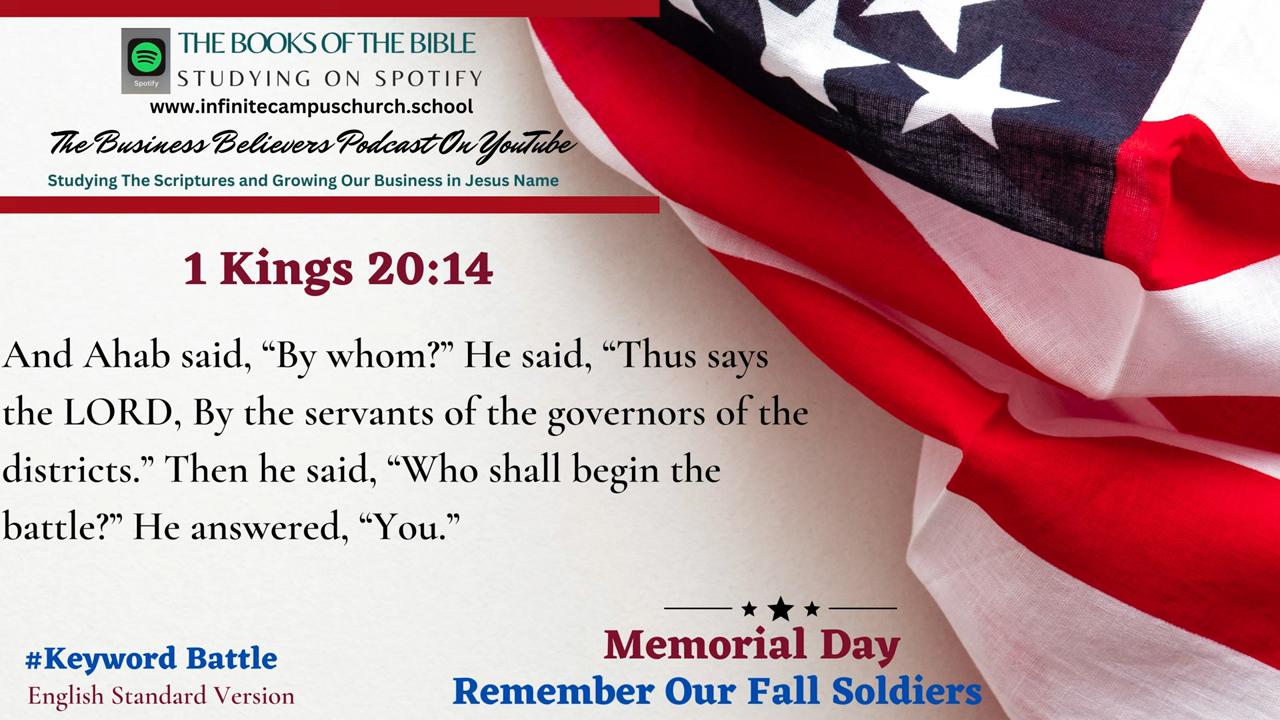 Spotify
THE BOOKS OF THE BIBLE
STUDYING ON SPOTIFY
www.infinitecampuschurch.school
The Business Believers Podcast On YouTube
Studying The Scriptures and Growing Our Business in Jesus Name
1 Kings 20:14
And Ahab said, “By whom?” He said, “Thus says
the LORD, By the servants of the governors of the
districts.” Then he said, “Who shall begin the
battle?” He answered, “You.”
#Keyword Battle
English Standard Version
Memorial Day
Remember Our Fall Soldiers